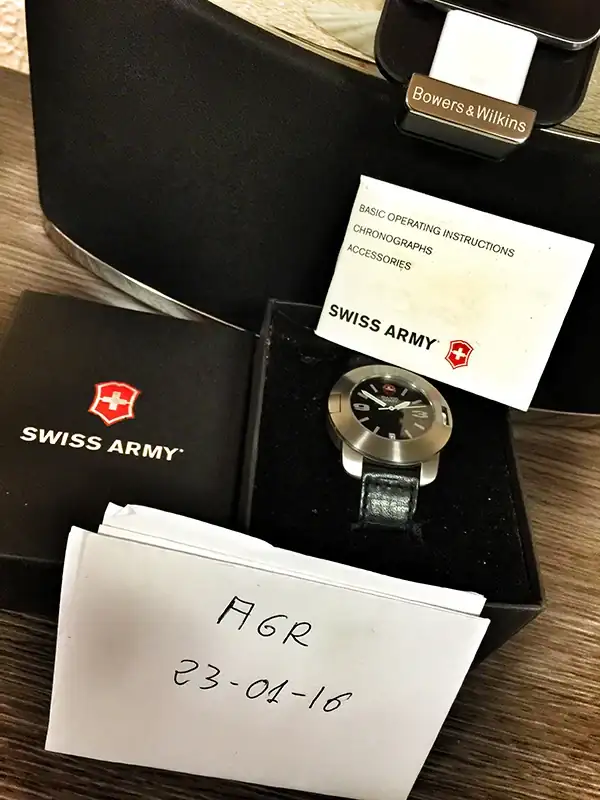 Bowers & Wilkins
BASIC OPERATING INSTRUCTIONS
CHRONOGRAPHS
ACCESSORIES
SWISS ARMY
SWISS ARMY
AGR
23-01-16